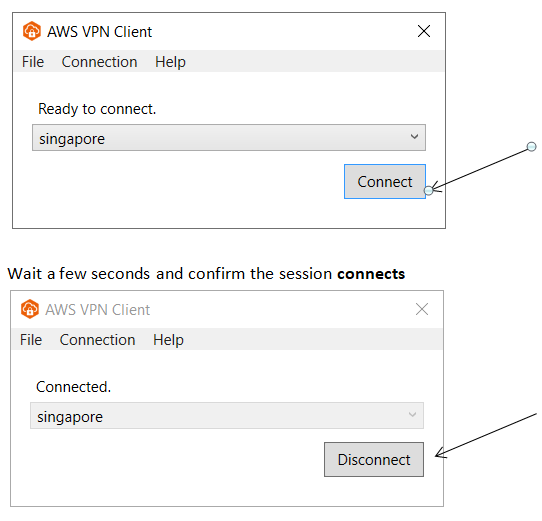 AWS VPN Client
File Connection Help
Ready to connect.
singapore
Connect
Wait a few seconds and confirm the session connects
AWS VPN Client
File Connection Help
Connected.
singapore
Disconnect